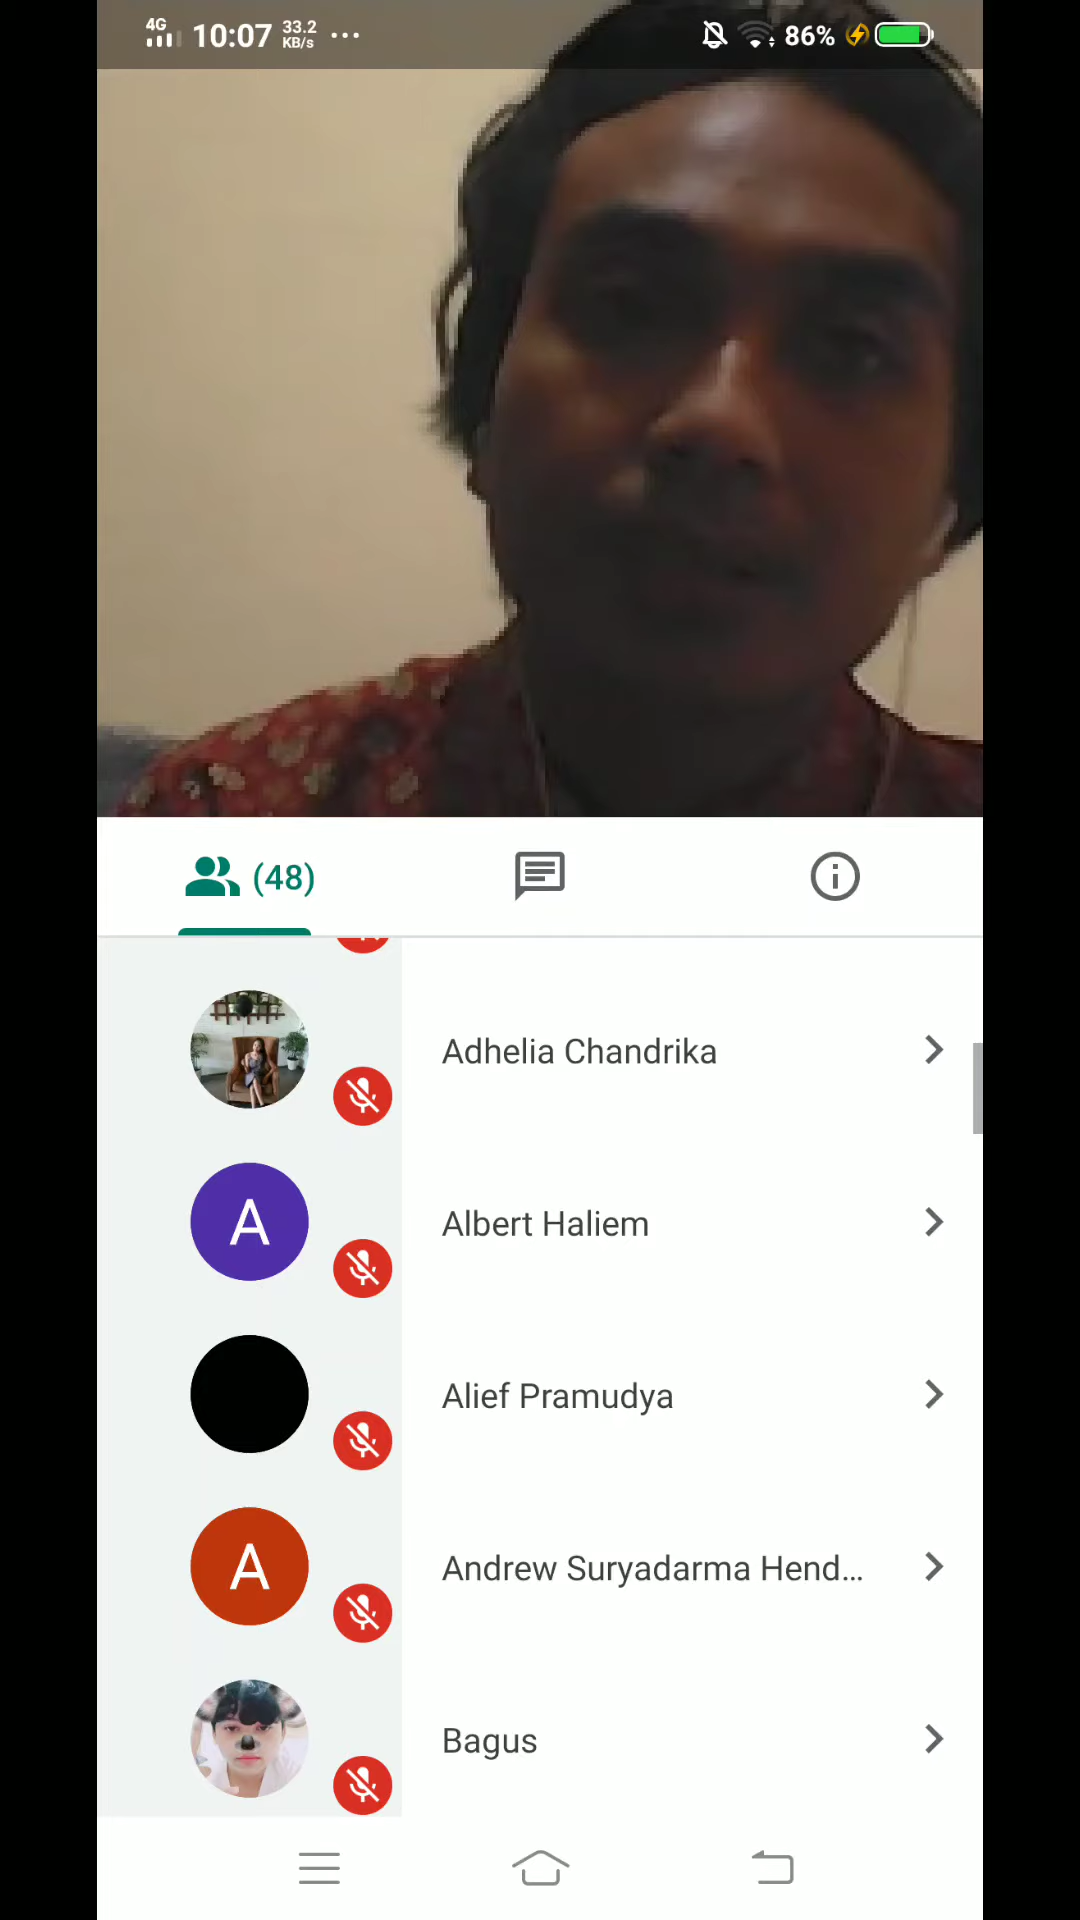 4G 10:07 33.2 KB/s ... 86%
(48)
Adhelia Chandrika
A Albert Haliem
Alief Pramudya
A Andrew Suryadarma Hend...
Bagus